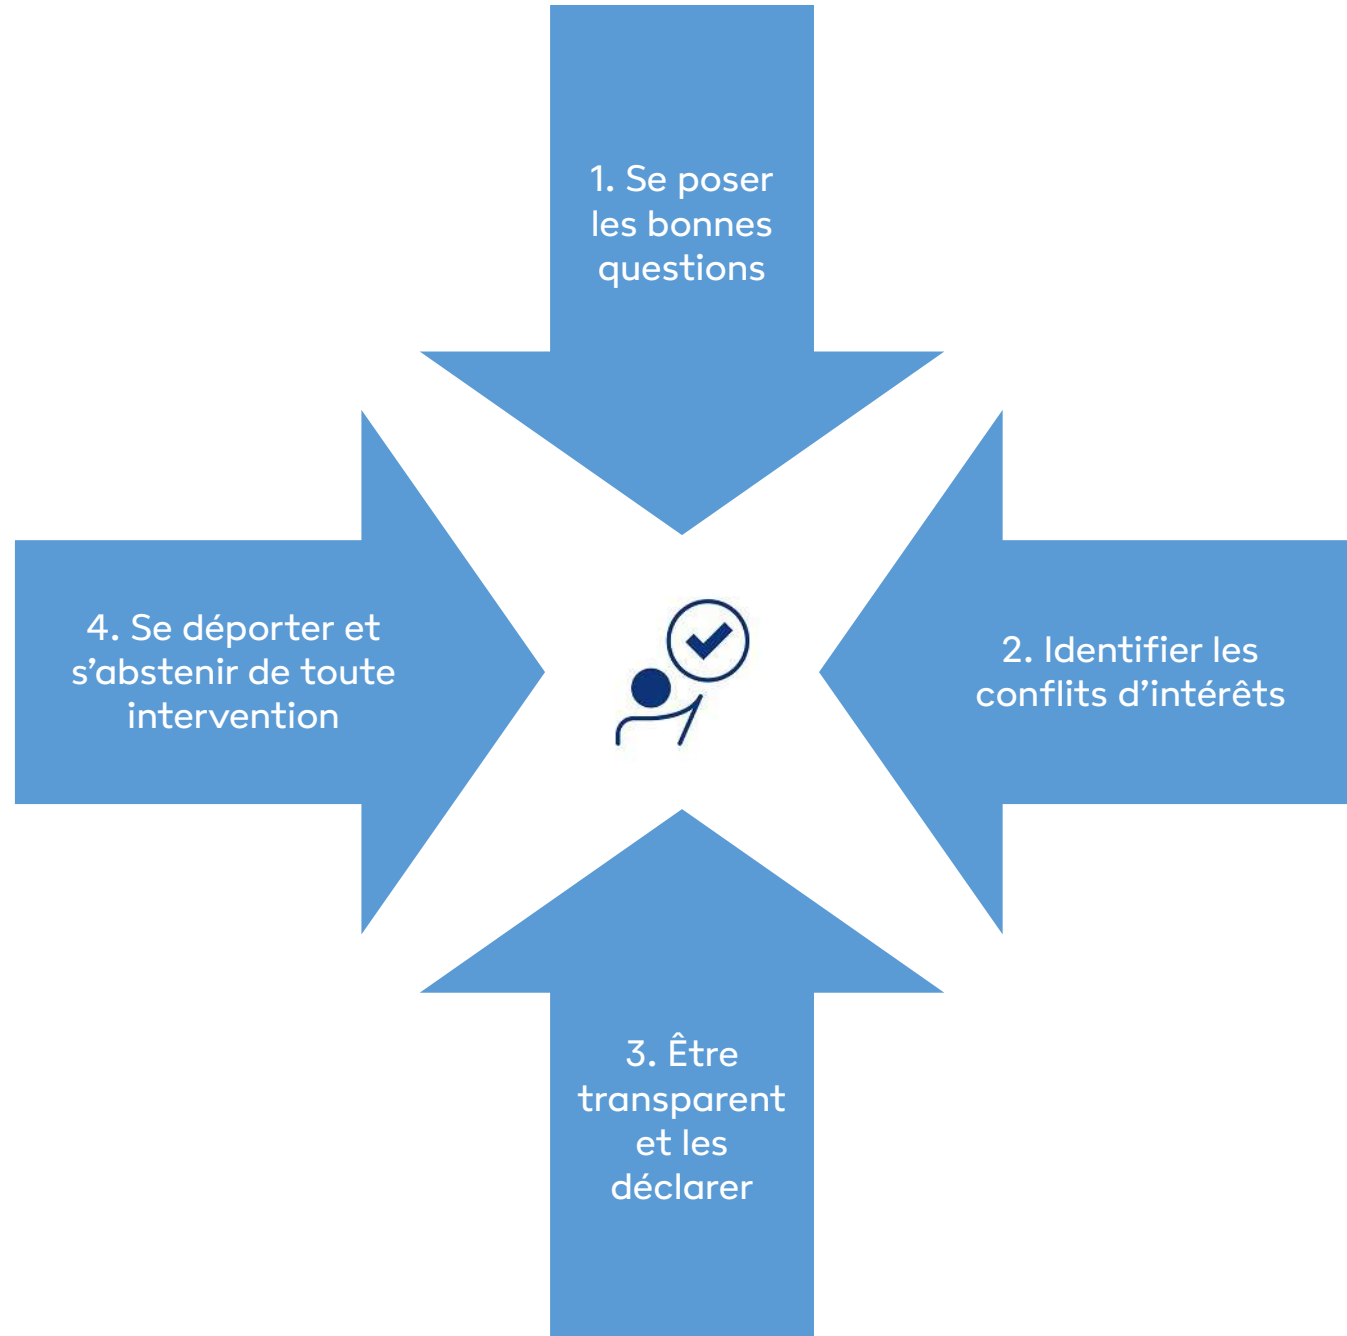 1. Se poser
les bonnes
questions
2. Identifier les
conflits d’intérêts
3. Être
transparent
et les
déclarer
4. Se déporter et
s’abstenir de toute
intervention